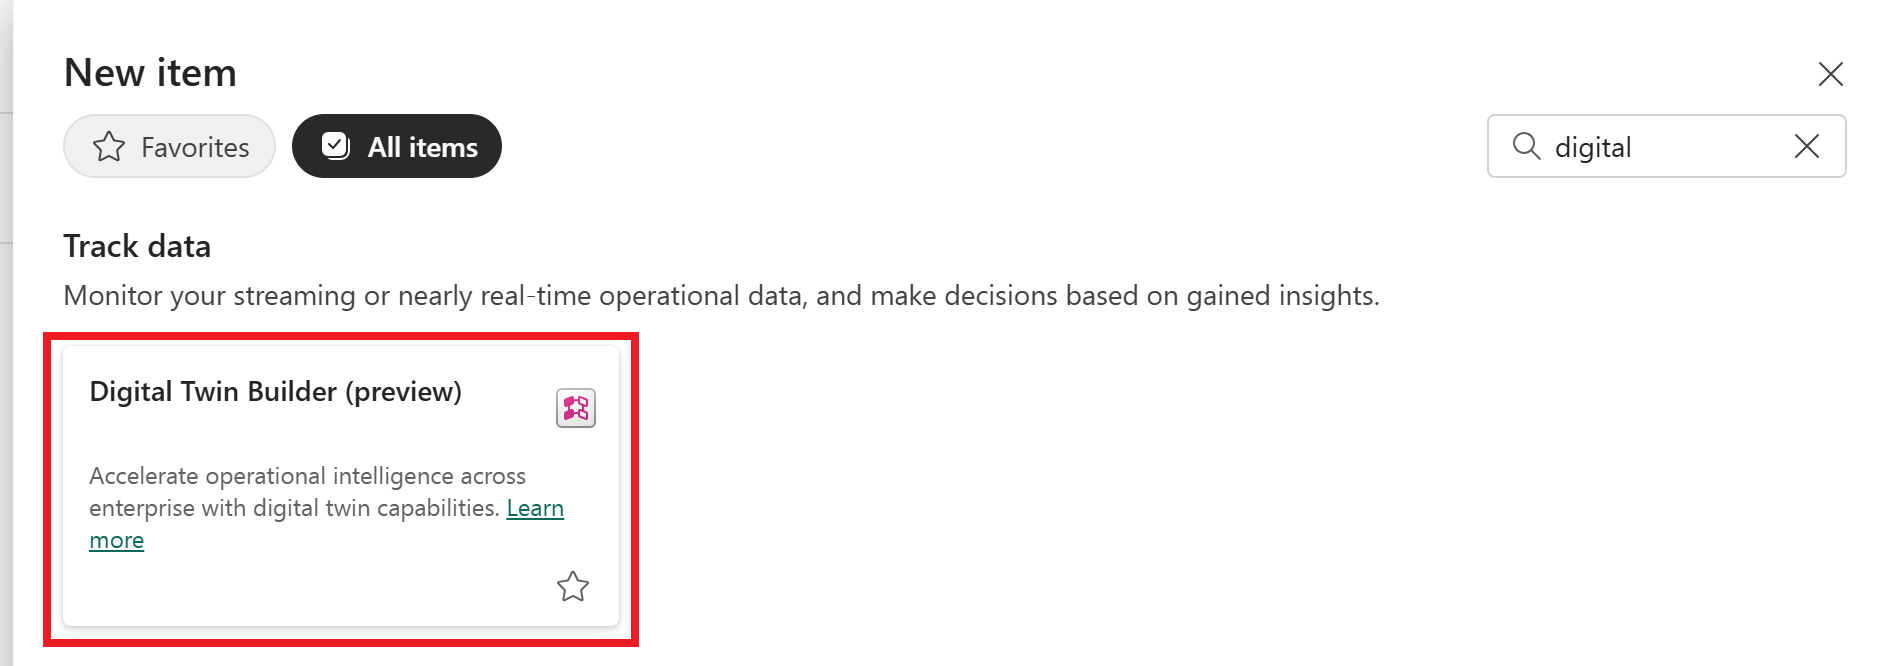 New item
Favorites
All items
digital
Track data
Monitor your streaming or nearly real-time operational data, and make decisions based on gained insights.
Digital Twin Builder (preview)
Accelerate operational intelligence across
enterprise with digital twin capabilities. Learn
more